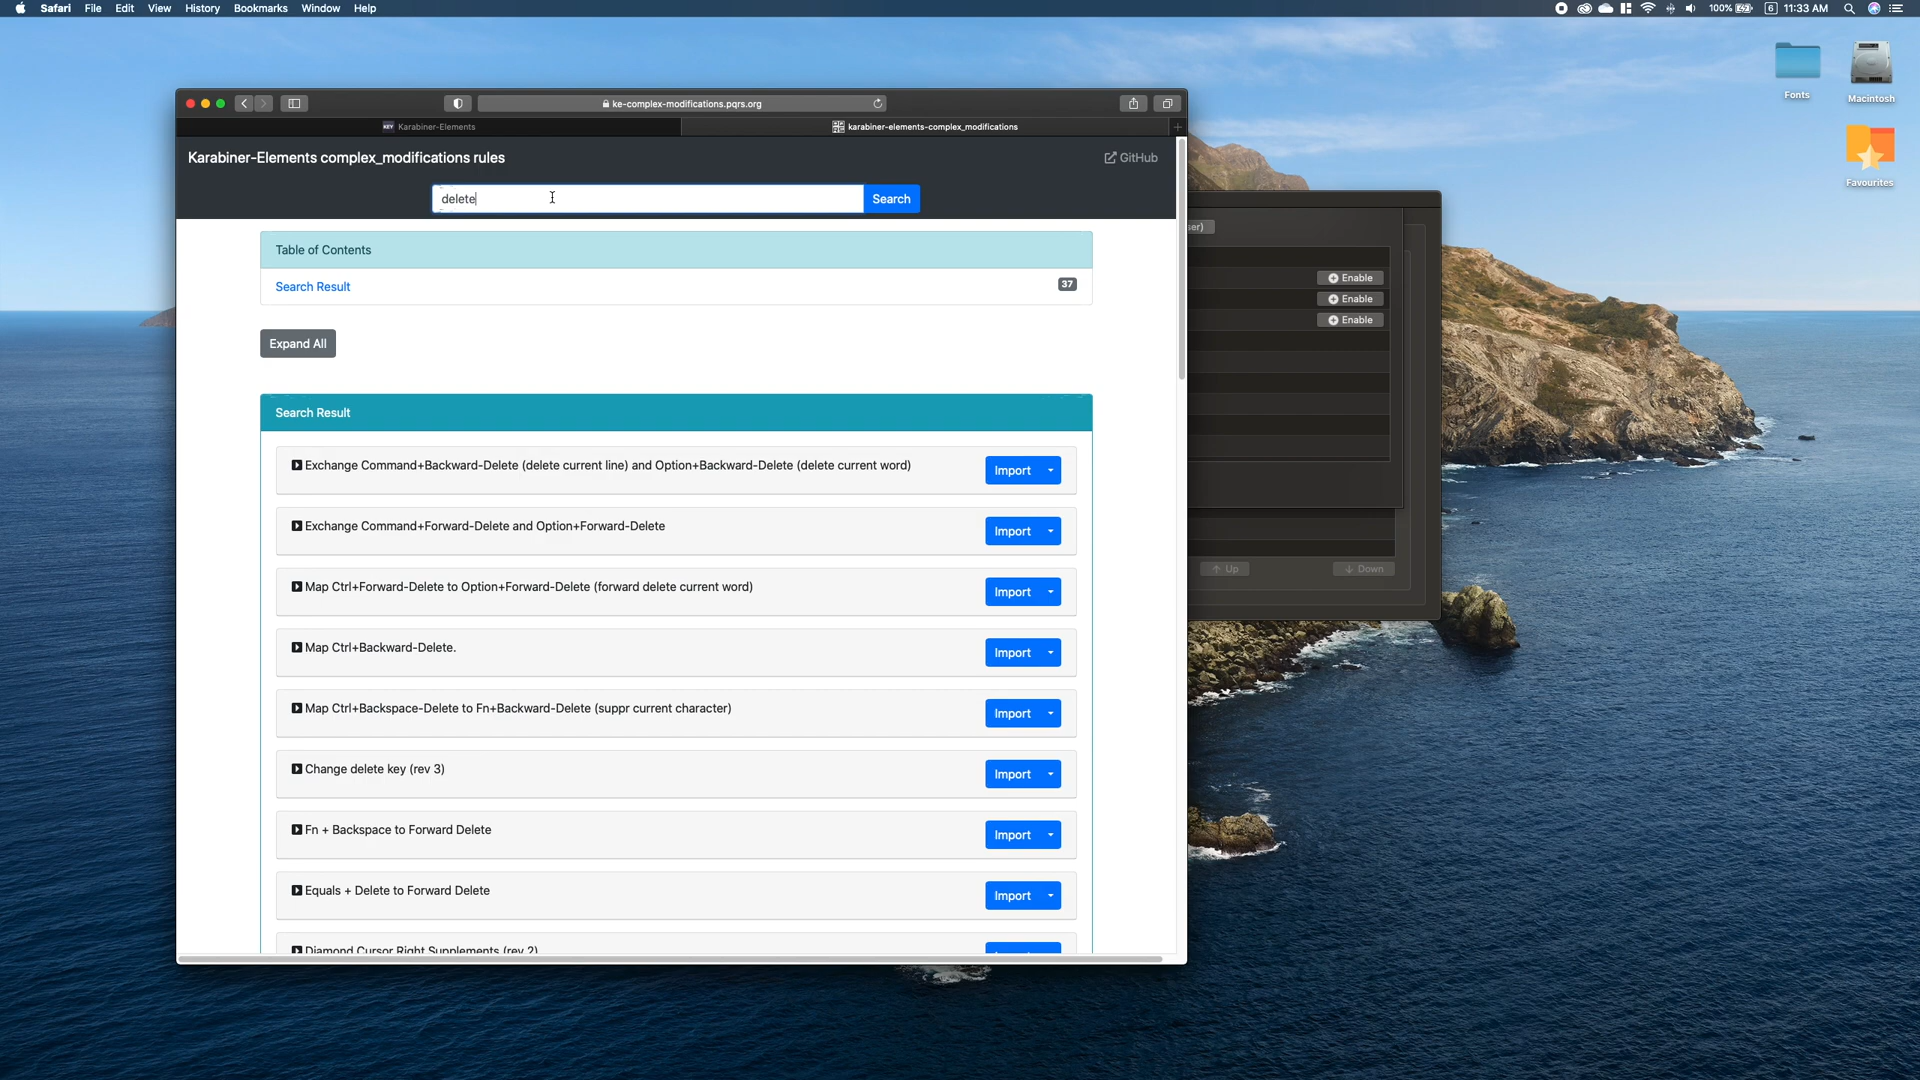 Safari File Edit View History Bookmarks Window Help
100% 6 11:33 AM
Fonts
Macintosh
Favourites
ke-complex-modifications.pqrs.org
KEY Karabiner-Elements
karabiner-elements-complex_modifications
Karabiner-Elements complex_modifications rules
GitHub
delete
Search
Table of Contents
Search Result
37
Expand All
Search Result
Exchange Command+Backward-Delete (delete current line) and Option+Backward-Delete (delete current word)
Import
Exchange Command+Forward-Delete and Option+Forward-Delete
Import
Map Ctrl+Forward-Delete to Option+Forward-Delete (forward delete current word)
Import
Map Ctrl+Backward-Delete.
Import
Map Ctrl+Backspace-Delete to Fn+Backward-Delete (suppr current character)
Import
Change delete key (rev 3)
Import
Fn + Backspace to Forward Delete
Import
Equals + Delete to Forward Delete
Import
Diamond Cursor Right Supplements (rev 2)
ser)
Enable
Enable
Enable
Up
Down